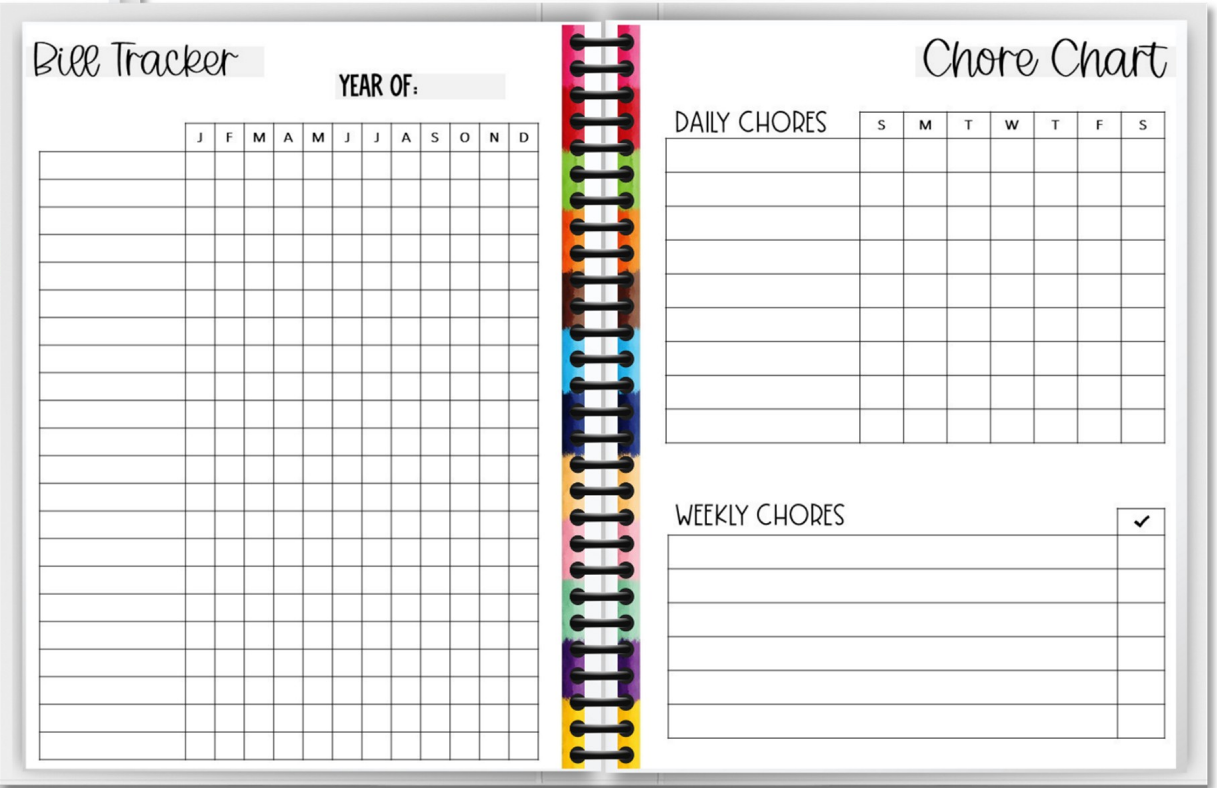 Bill Tracker
YEAR OF:
J F M A M J J A S O N D
Chore Chart
DAILY CHORES S M T W T F S
WEEKLY CHORES ✓